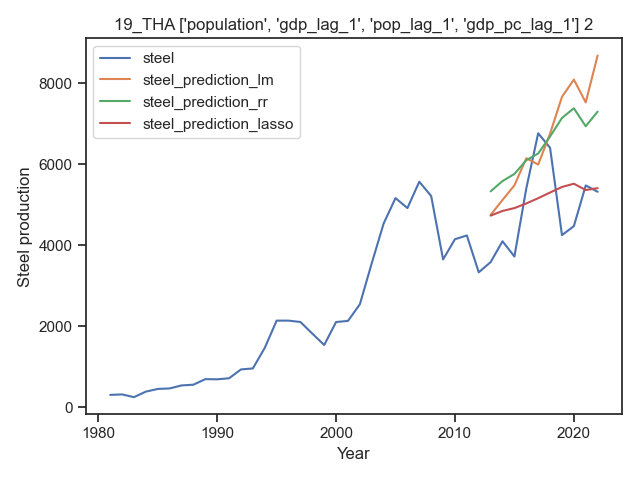 19_THA ['population', 'gdp_lag_1', 'pop_lag_1', 'gdp_pc_lag_1'] 2
steel
steel_prediction_lm
steel_prediction_rr
steel_prediction_lasso
8000
6000
4000
2000
0
Steel production
1980
1990
2000
2010
2020
Year